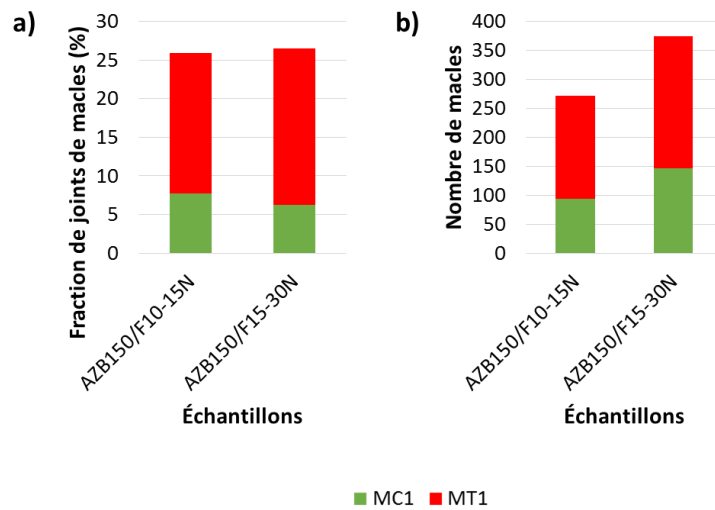 a)
Fraction de joints de macles (%)
30
25
20
15
10
5
0
AZB150/F10-15N
AZB150/F15-30N
Échantillons
b)
Nombre de macles
400
350
300
250
200
150
100
50
0
AZB150/F10-15N
AZB150/F15-30N
Échantillons
MC1
MT1